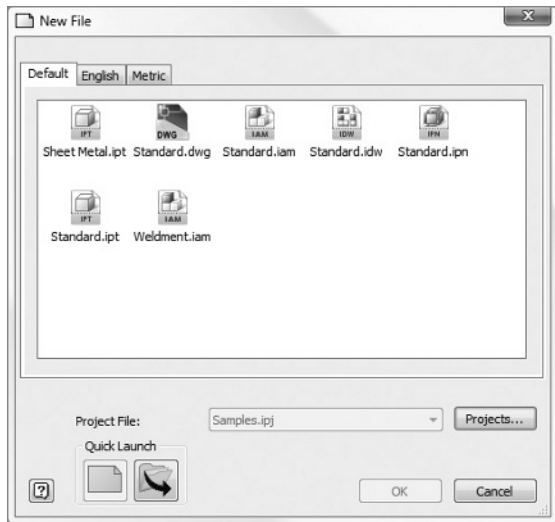 New File
Default English Metric
IPT DWG IAM IDW IPN
Sheet Metal.ipt Standard.dwg Standard.iam Standard.idw Standard.ipn
IPT IAM
Standard.ipt Weldment.iam
Project File: Samples.ipj Projects...
Quick Launch
? OK Cancel